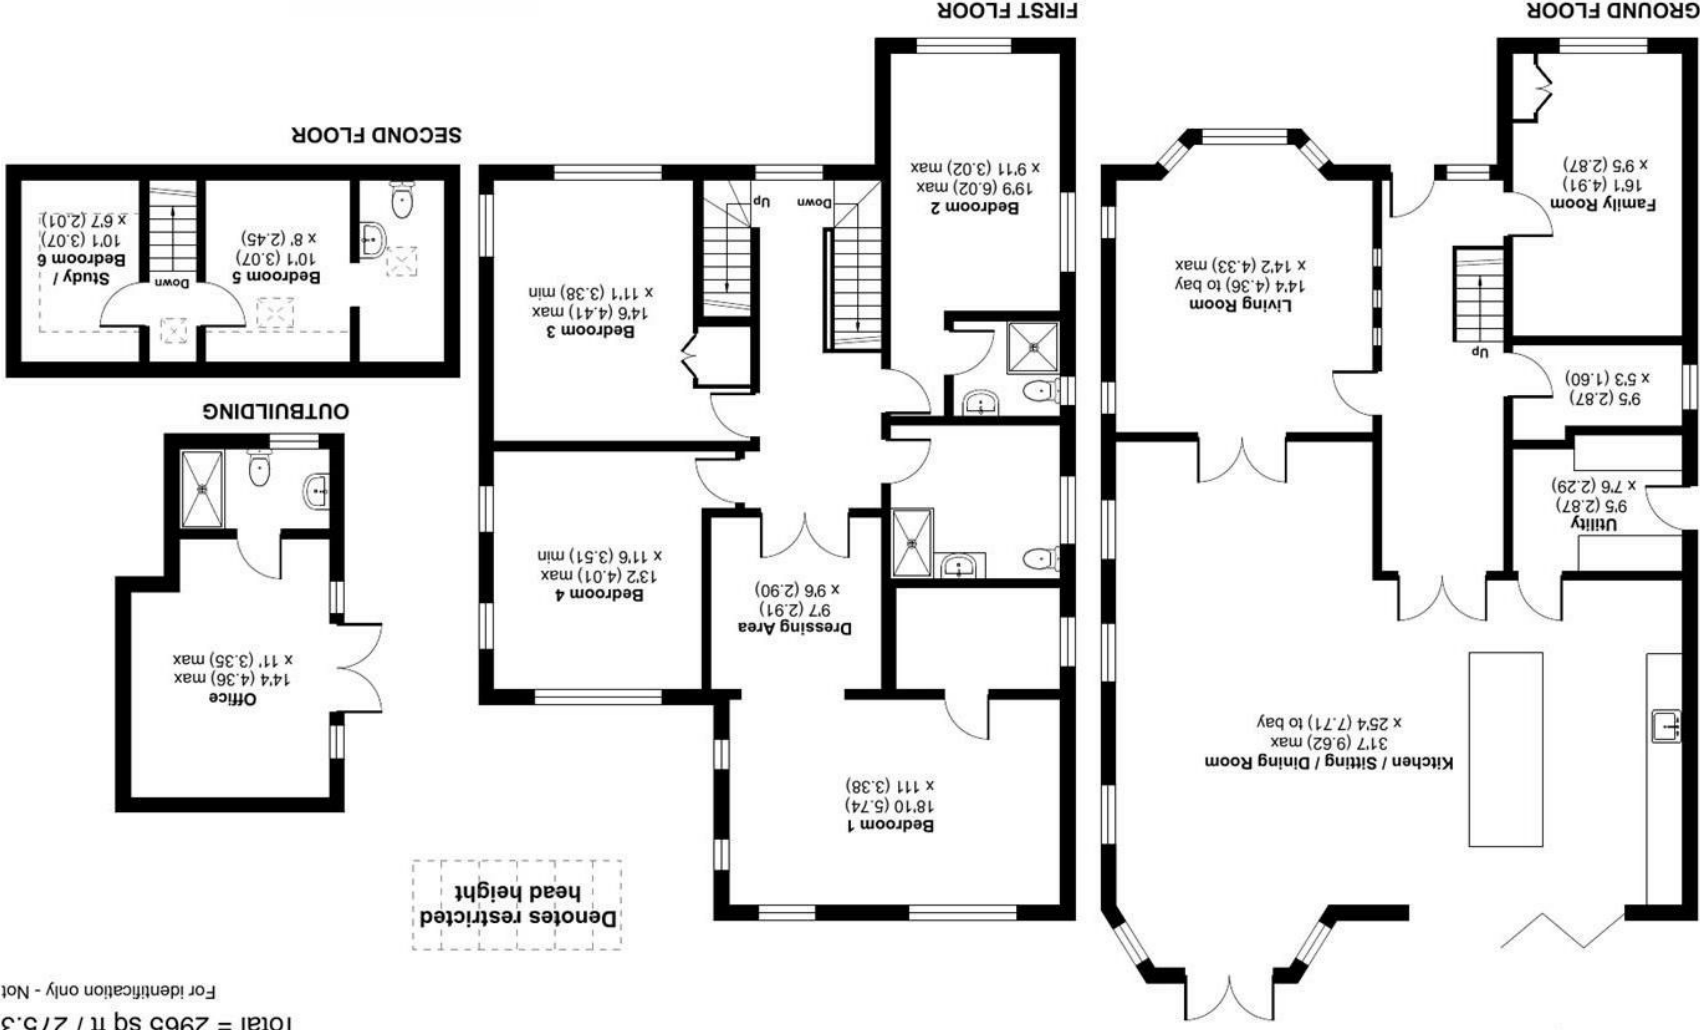 Total = 2965 sq ft / 275.3
For identification only - Not
Denotes restricted
head height
Kitchen / Sitting / Dining Room
31'7 (9.62) max
x 25'4 (7.71) to bay
Utility
9'5 (2.87)
x 7'6 (2.29)
9'5 (2.87)
x 5'3 (1.60)
Up
Living Room
14'4 (4.36) to bay
x 14'2 (4.33) max
Family Room
16'1 (4.91)
x 9'5 (2.87)
GROUND FLOOR
Bedroom 1
18'10 (5.74)
x 111 (3.38)
Dressing Area
9'7 (2.91)
x 9'6 (2.90)
Bedroom 4
13'2 (4.01) max
x 11'6 (3.51) min
Bedroom 3
14'6 (4.41) max
x 11'1 (3.38) min
Bedroom 2
19'9 (6.02) max
x 9'11 (3.02) max
Down
Up
FIRST FLOOR
Office
14'4 (4.36) max
x 11' (3.35) max
OUTBUILDING
Bedroom 5
10'1 (3.07)
x 8' (2.45)
Down
Study /
Bedroom 6
10'1 (3.07)
x 6'7 (2.01)
SECOND FLOOR